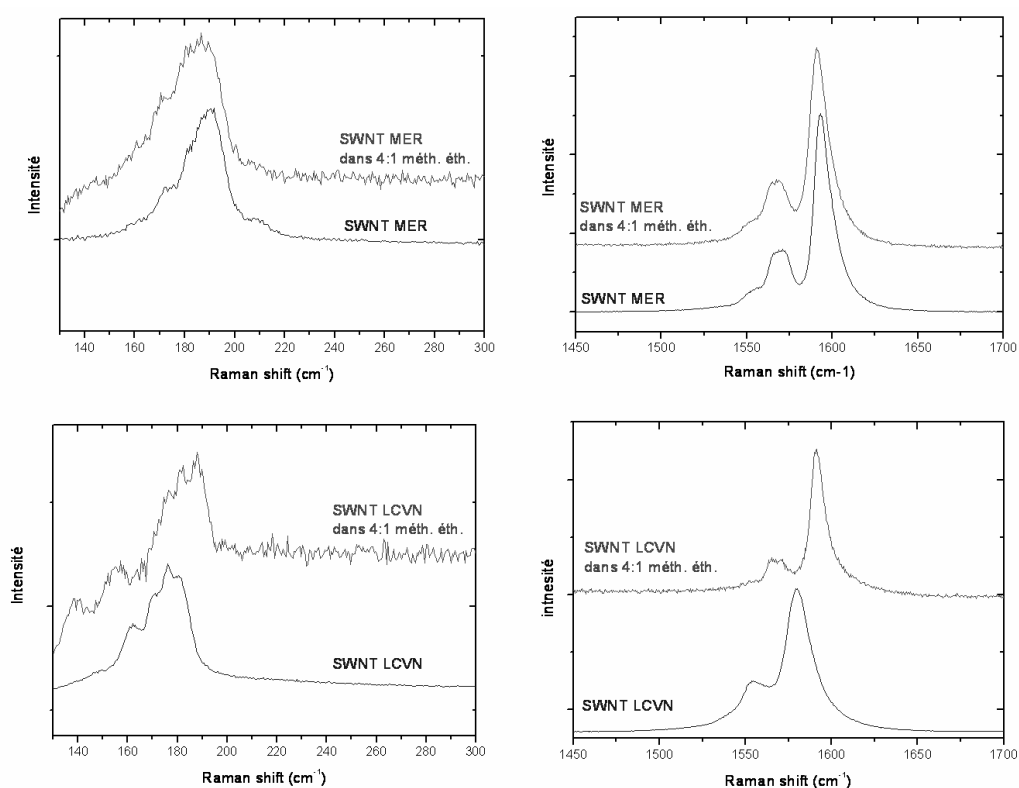 Intensité
SWNT MER
dans 4:1 méth. éth.
SWNT MER
140 160 180 200 220 240 260 280 300
Raman shift (cm-1)
Intensité
SWNT MER
dans 4:1 méth. éth.
SWNT MER
1450 1500 1550 1600 1650 1700
Raman shift (cm-1)
Intensité
SWNT LCVN
dans 4:1 méth. éth.
SWNT LCVN
140 160 180 200 220 240 260 280 300
Raman shift (cm-1)
intnesité
SWNT LCVN
dans 4:1 méth. éth.
SWNT LCVN
1450 1500 1550 1600 1650 1700
Raman shift (cm-1)